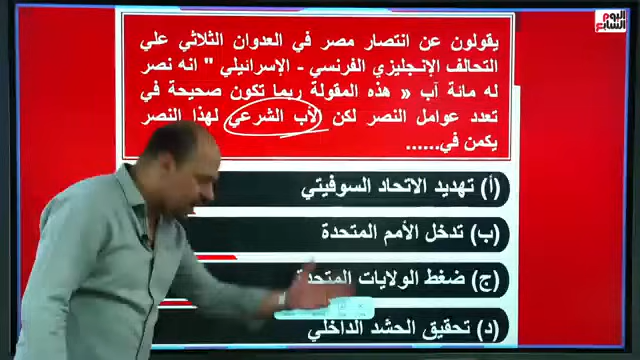 اليوم
السابع
يقولون عن انتصار مصر في العدوان الثلاثي علي
التحالف الإنجليزي الفرنسي - الإسرائيلي " انه نصر
له مائة آب « هذه المقولة ربما تكون صحيحة في
تعدد عوامل النصر لكن الأب الشرعي لهذا النصر
يكمن في......
(أ) تهديد الاتحاد السوفيتي
(ب) تدخل الأمم المتحدة
(ج) ضغط الولايات المتحدة
(د) تحقيق الحشد الداخلي